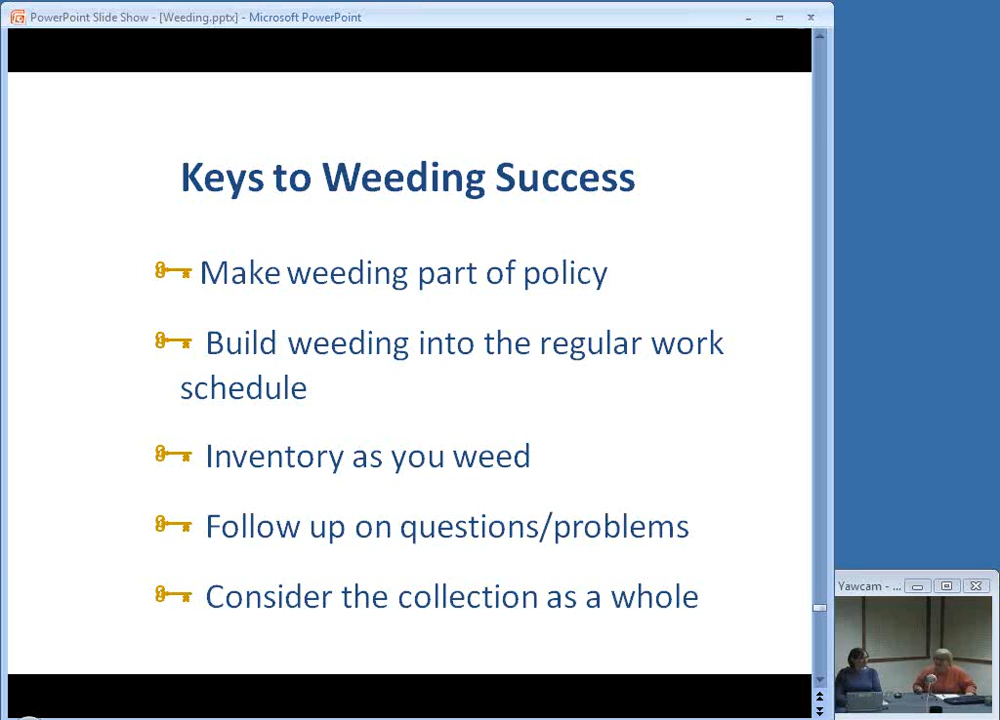 PowerPoint Slide Show - [Weeding.pptx] - Microsoft PowerPoint
Keys to Weeding Success
Make weeding part of policy
Build weeding into the regular work
schedule
Inventory as you weed
Follow up on questions/problems
Consider the collection as a whole
Yawcam - ...